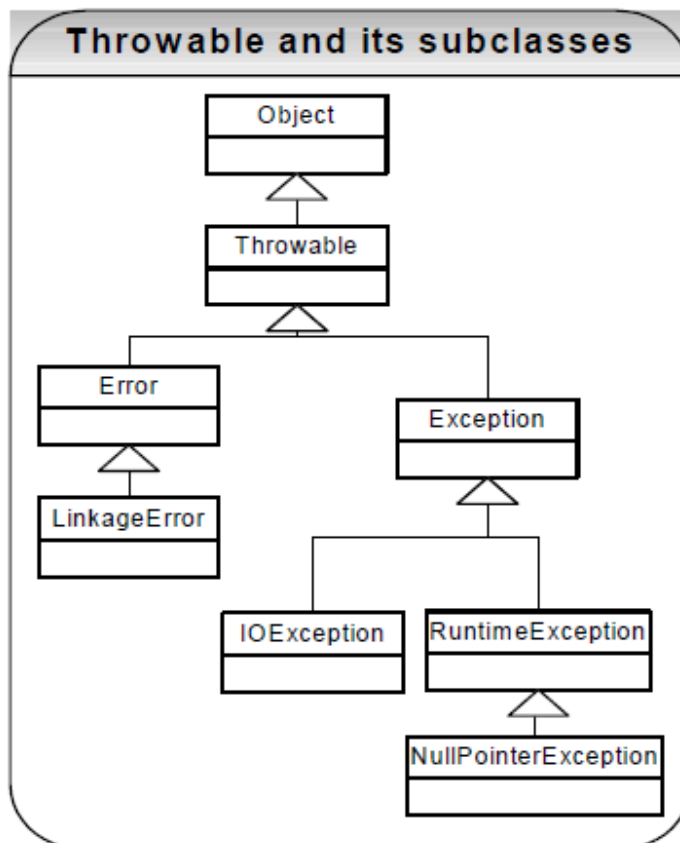 Throwable and its subclasses
Object
Throwable
Error
Exception
LinkageError
IOException
RuntimeException
NullPointerException